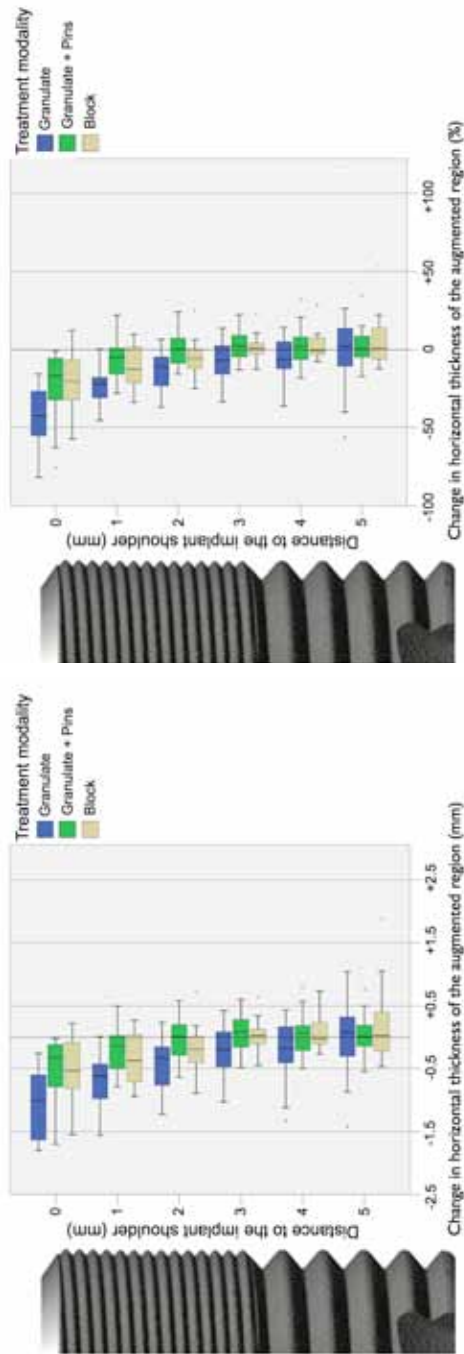 Treatment modality
Granulate
Granulate + Pins
Block
Distance to the implant shoulder (mm)
0
1
2
3
4
5
-2.5
-1.5
-0.5
+0.5
+1.5
+2.5
Change in horizontal thickness of the augmented region (mm)
Treatment modality
Granulate
Granulate + Pins
Block
Distance to the implant shoulder (mm)
0
1
2
3
4
5
-100
-50
0
+50
+100
Change in horizontal thickness of the augmented region (%)